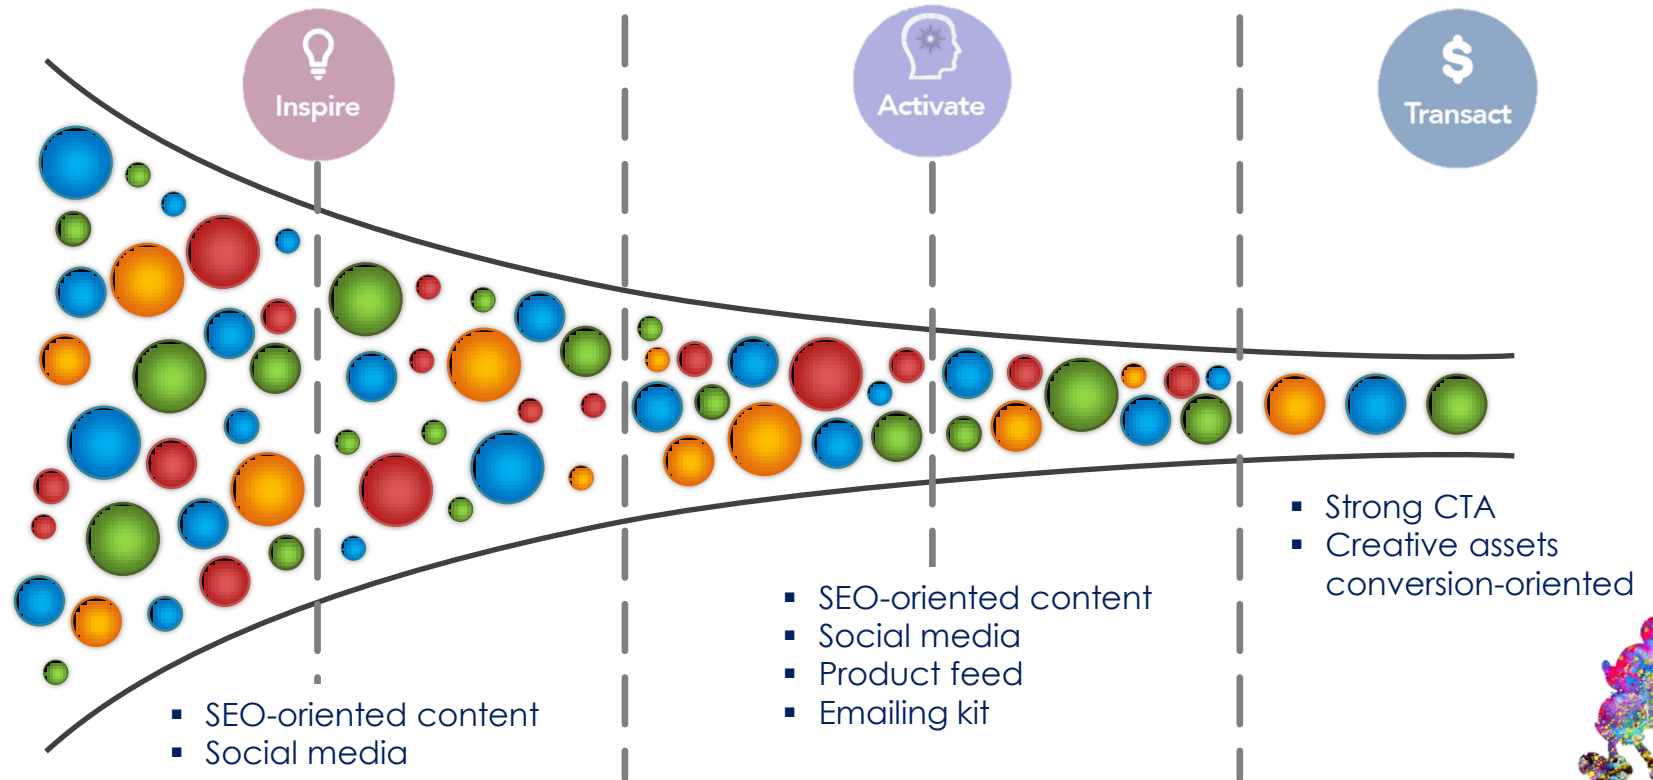 Inspire
Activate
Transact
▪ SEO-oriented content
▪ Social media
▪ SEO-oriented content
▪ Social media
▪ Product feed
▪ Emailing kit
▪ Strong CTA
▪ Creative assets
conversion-oriented